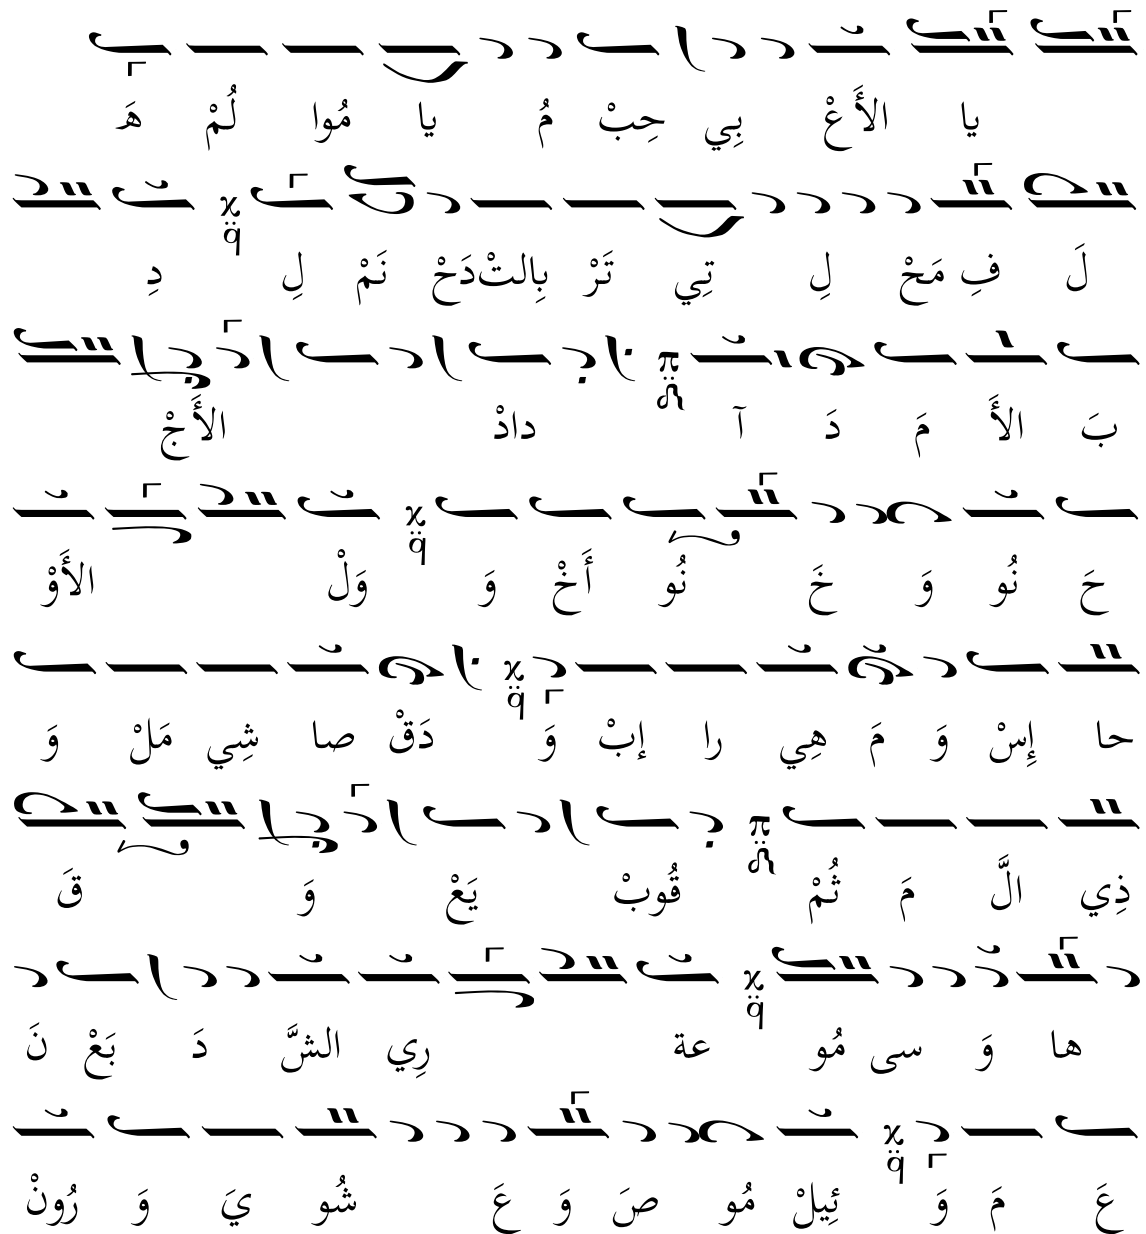 يا الأَعْ بِي حِبْ مُ يا مُوا لُمْ هَ
لَ فِ مَحْ لِ تِي تَرْ بِالتْ دَحْ نَمْ لِ دِ
بَ الأَ مَ دَ آ دادْ الأَجْ
حَ نُو وَ خَ نُو أَخْ وَ وَلْ الأَوْ
حا إِسْ وَ مَ هِي را إبْ وَ دَقْ صا شِي مَلْ وَ
ذِي الَّ مَ ثُمْ قُوبْ يَعْ وَ قَ
ها وَ سى مُو عة رِي الشَّ دَ بَعْ نَ
عَ مَ وَ ئِيلْ مُو صَ وَ عَ شُو يَ وَ رُونْ